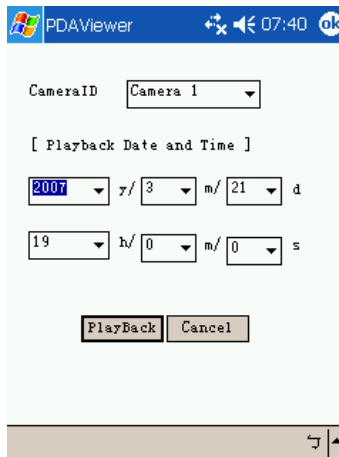 PDAViewer 07:40 ok
CameraID Camera 1
[ Playback Date and Time ]
2007 y/ 3 m/ 21 d
19 h/ 0 m/ 0 s
PlayBack Cancel